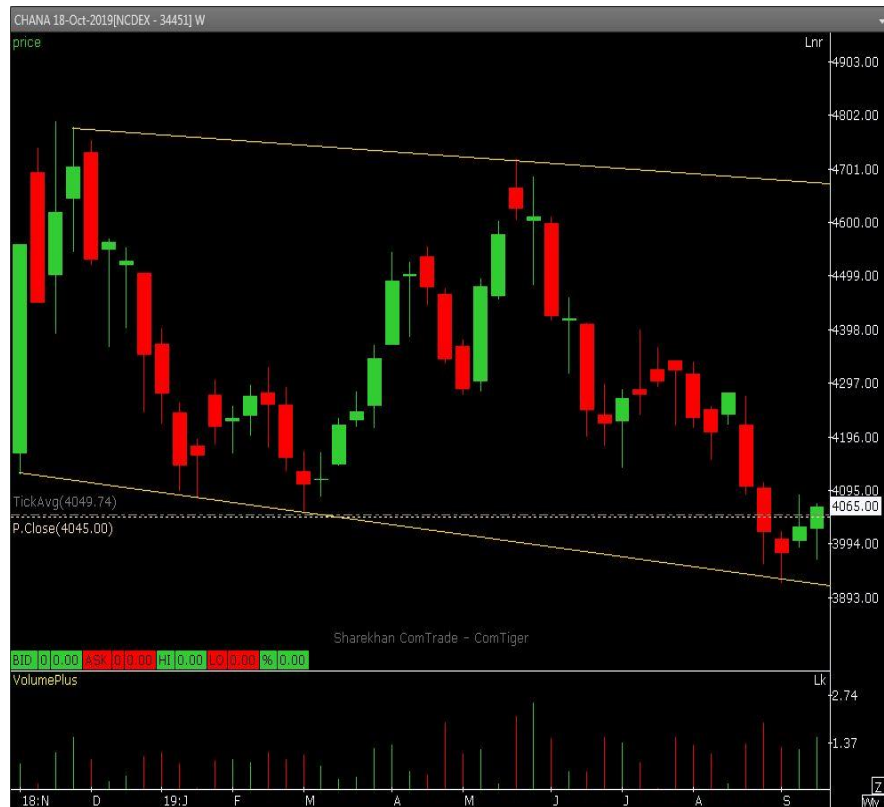 CHANA 18-Oct-2019[NCDEX - 34451] W
price
Lnr
4903.00
4802.00
4701.00
4600.00
4499.00
4398.00
4297.00
4196.00
4095.00
TickAvg(4049.74)
4065.00
P.Close(4045.00)
3994.00
3893.00
Sharekhan ComTrade - ComTiger
BID 0 0.00 ASK 0 0.00 HI 0.00 LO 0.00 % 0.00
VolumePlus
Lk
2.74
1.37
Z
18:N D 19:J F M A M J J A S